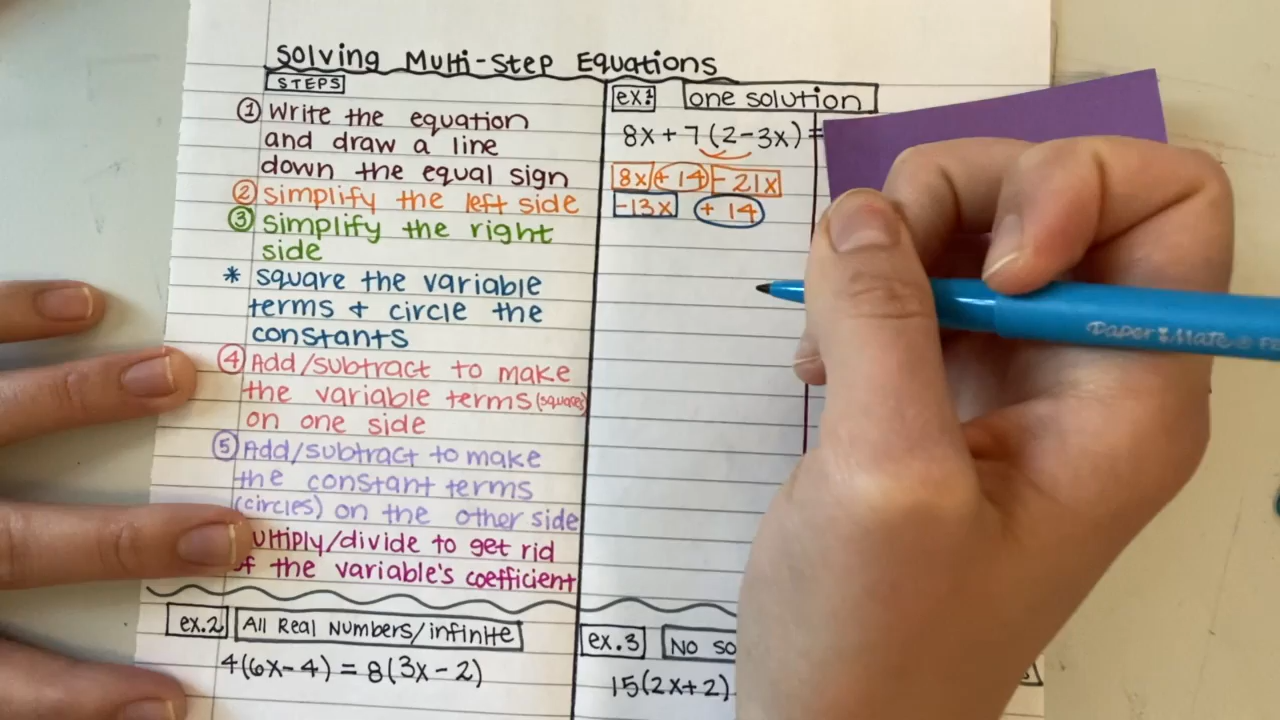 Solving Multi-Step Equations
STEPS
① Write the equation
and draw a line
down the equal sign
② simplify the left side
③ simplify the right
side
* square the variable
terms + circle the
constants
④ Add/subtract to make
the variable terms (squares)
on one side
⑤ Add/subtract to make
the constant terms
(circles) on the other side
ultiply/divide to get rid
of the variable's coefficient
ex.1 one solution
8x + 7(2-3x) =
8x + 14 - 21x
-13x + 14
Paper Mate
ex.2 All Real Numbers/infinite
4(6x-4) = 8(3x-2)
ex.3 No so
15(2x+2)